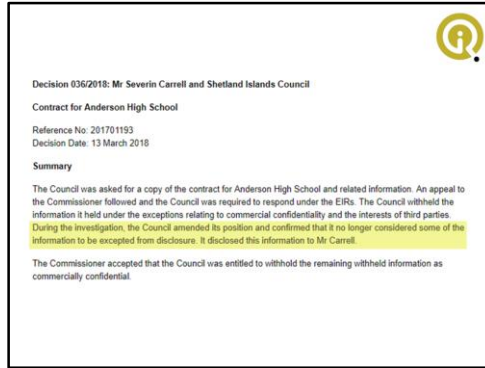 Decision 036/2018: Mr Severin Carrell and Shetland Islands Council
Contract for Anderson High School
Reference No: 201701193
Decision Date: 13 March 2018
Summary
The Council was asked for a copy of the contract for Anderson High School and related information. An appeal to
the Commissioner followed and the Council was required to respond under the EIRs. The Council withheld the
information it held under the exceptions relating to commercial confidentiality and the interests of third parties.
During the investigation, the Council amended its position and confirmed that it no longer considered some of the
information to be excepted from disclosure. It disclosed this information to Mr Carrell.
The Commissioner accepted that the Council was entitled to withhold the remaining withheld information as
commercially confidential.